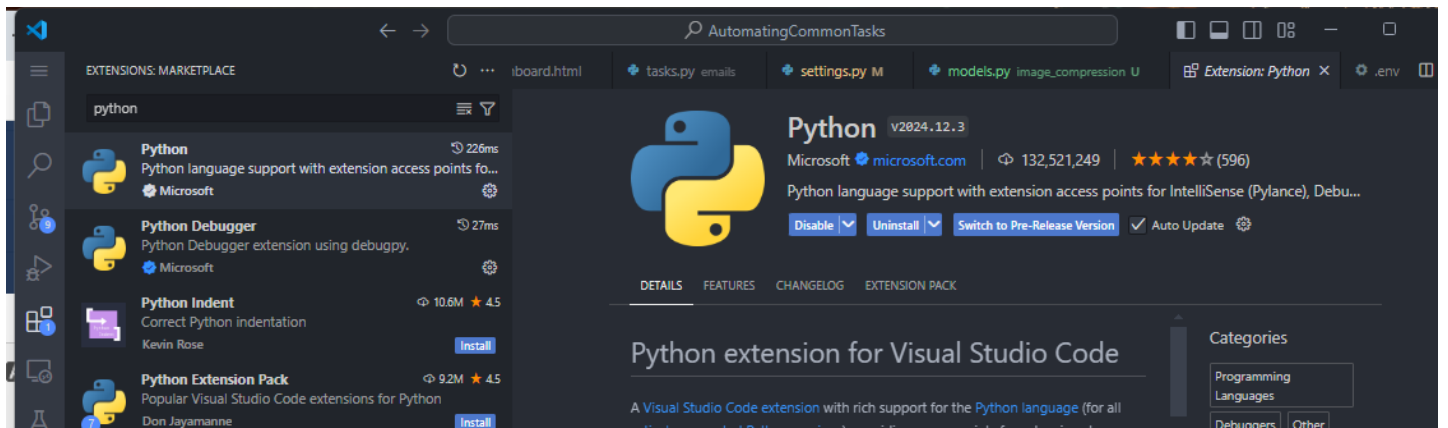 AutomatingCommonTasks
EXTENSIONS: MARKETPLACE
board.html
tasks.py emails
settings.py M
models.py image_compression U
Extension: Python
.env
python
Python 226ms
Python language support with extension access points fo...
Microsoft
Python Debugger 27ms
Python Debugger extension using debugpy.
Microsoft
Python Indent 10.6M ★ 4.5
Correct Python indentation
Kevin Rose Install
Python Extension Pack 9.2M ★ 4.5
Popular Visual Studio Code extensions for Python
Don Jayamanne Install
9
1
7
Python v2024.12.3
Microsoft microsoft.com 132,521,249 ★★★★☆ (596)
Python language support with extension access points for IntelliSense (Pylance), Debu...
Disable Uninstall Switch to Pre-Release Version Auto Update
DETAILS FEATURES CHANGELOG EXTENSION PACK
Python extension for Visual Studio Code
A Visual Studio Code extension with rich support for the Python language (for all
Categories
Programming
Languages
Debuggers Other